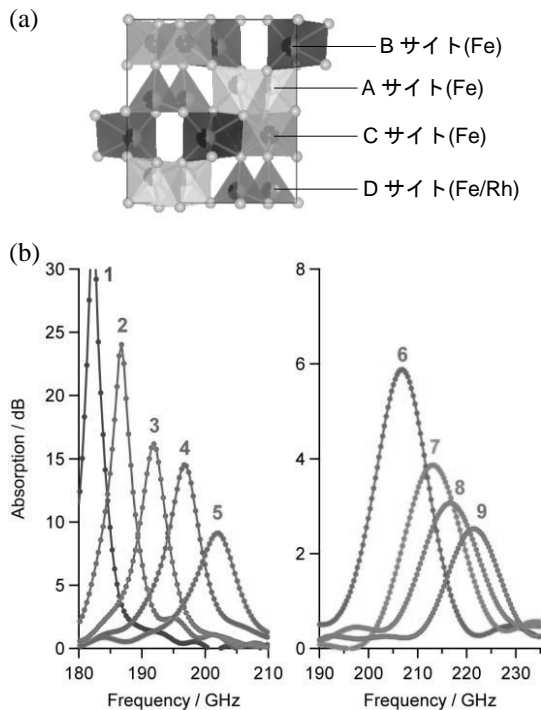 (a)
B サイト(Fe)
A サイト(Fe)
C サイト(Fe)
D サイト(Fe/Rh)
(b)
30
25
20
15
10
5
0
Absorption / dB
1
2
3
4
5
180 190 200 210
Frequency / GHz
8
6
4
2
0
6
7
8
9
190 200 210 220 230
Frequency / GHz